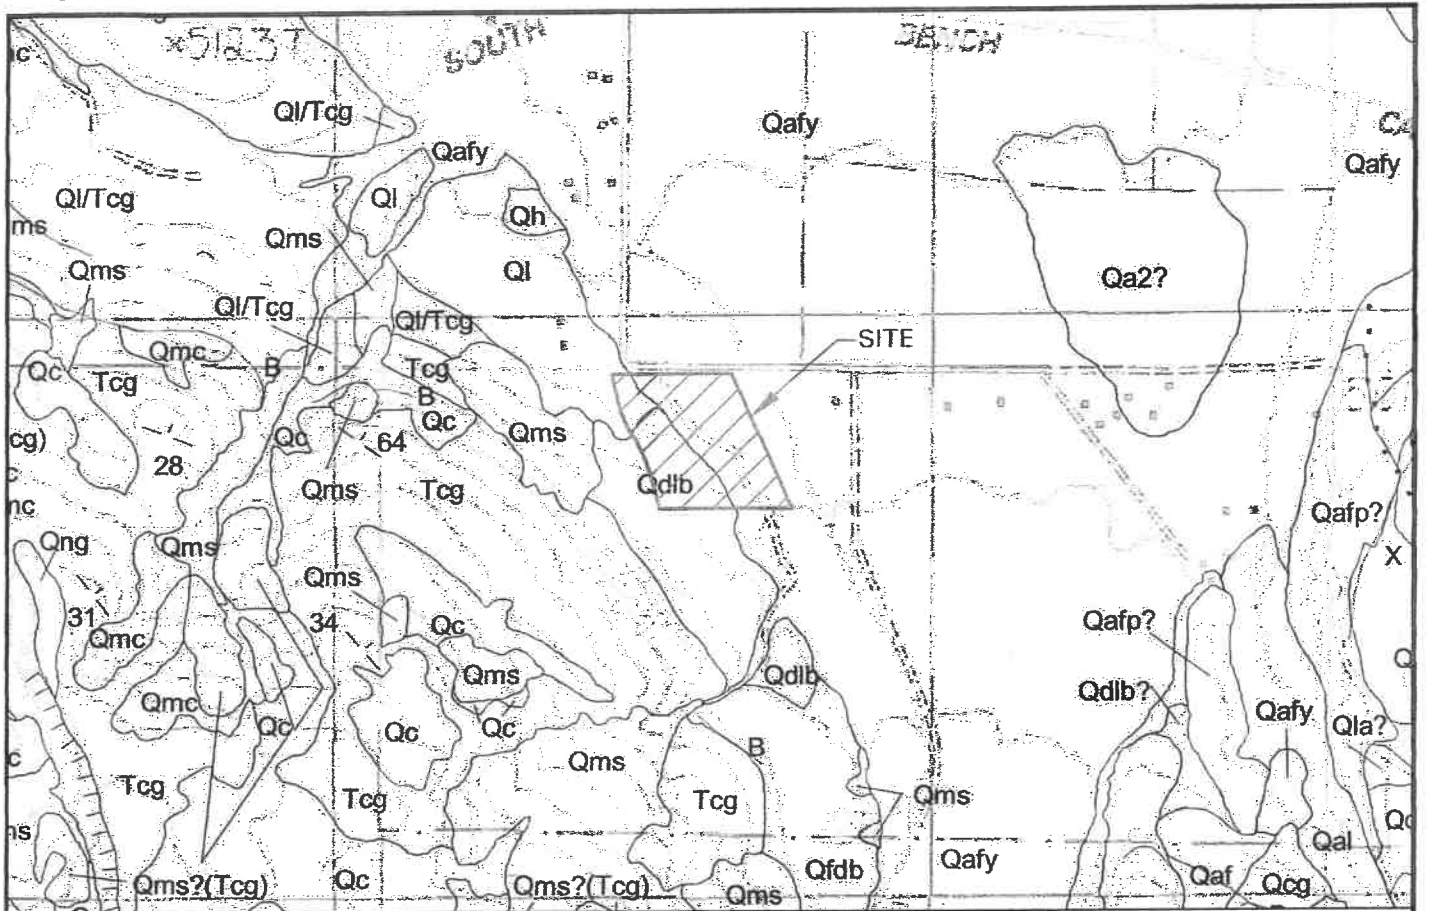 x5123T
SOUTH
BENCH
Ql/Tcg
Qafy
Qafy
Qafy
Ql/Tcg
Ql
Qh
ms
Qms
Qms
Ql
Qa2?
Ql/Tcg
Ql/Tcg
SITE
Qmc
Qc
Tcg
B
Tcg
B
Qc
Qms
cg)
Qc
64
28
Qms
Tcg
Qdlb
Qafp?
Qng
Qms
X
Qms
31
34
Qmc
Qc
Qafp?
Qms
Qdlb
Qdlb?
Qmc
Qc
Qc
Qc
Qafy
Qla?
B
Qms
Tcg
Tcg
Tcg
Qms
Qal
Qms?(Tcg)
Qc
Qms?(Tcg)
Qms
Qfdb
Qafy
Qaf
Qcg